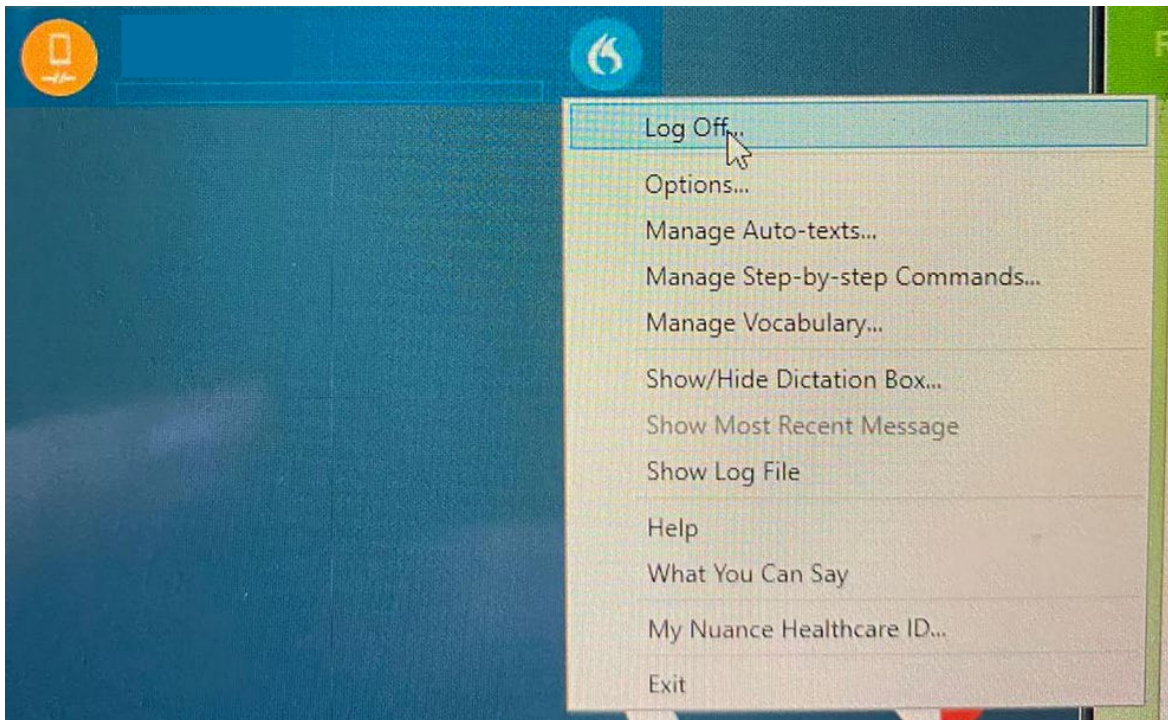 Log Off...
Options...
Manage Auto-texts...
Manage Step-by-step Commands...
Manage Vocabulary...
Show/Hide Dictation Box...
Show Most Recent Message
Show Log File
Help
What You Can Say
My Nuance Healthcare ID...
Exit